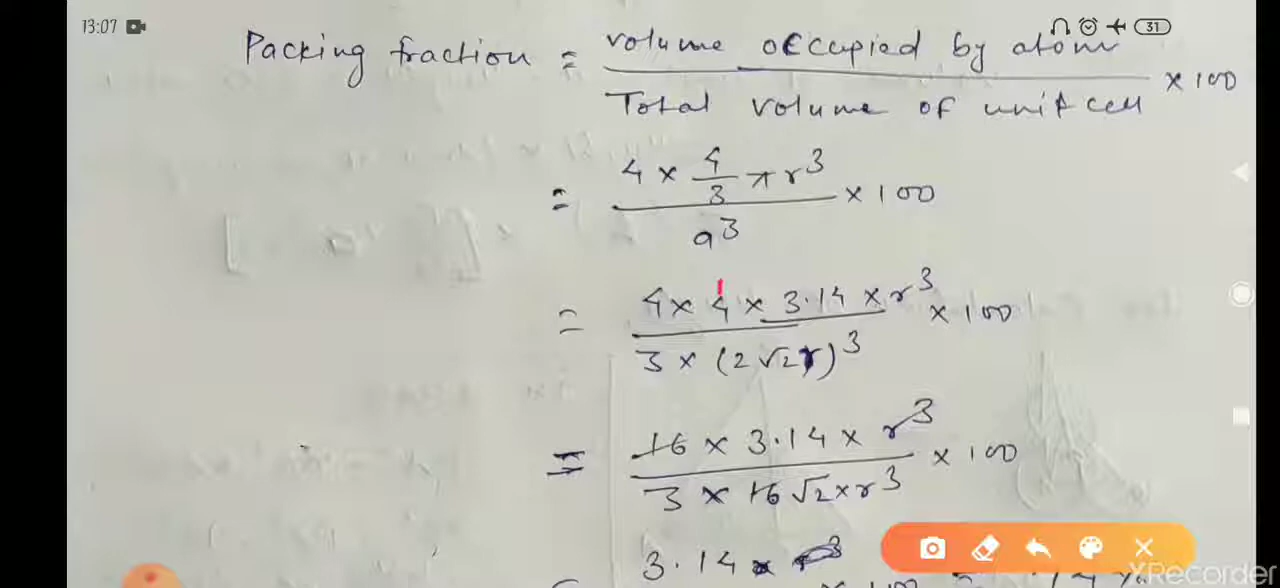 13:07
31
Packing fraction = volume occupied by atom / Total volume of unit cell × 100
= 4 × 4/3 π r³ / a³ × 100
= 4 × 4 × 3.14 × r³ / 3 × (2√2r)³ × 100
= 16 × 3.14 × r³ / 3 × 16√2 × r³ × 100
3.14
XRecorder